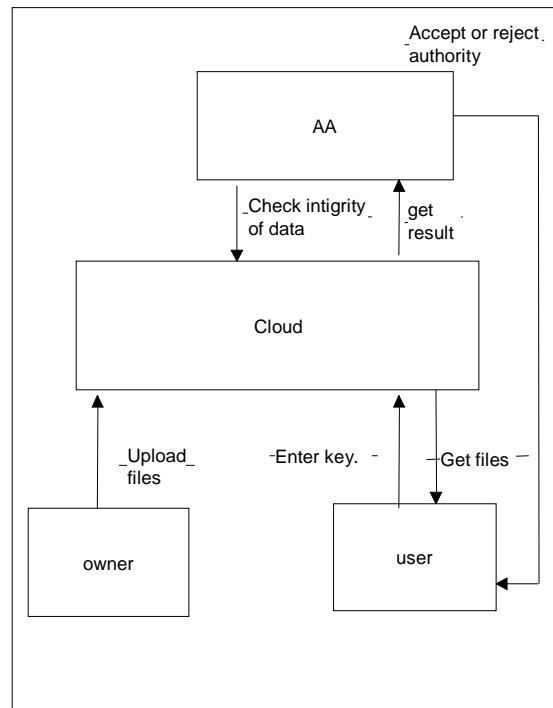 Accept or reject
authority
AA
Check intigrity
of data
get
result
Cloud
Upload
files
Enter key.
Get files
owner
user